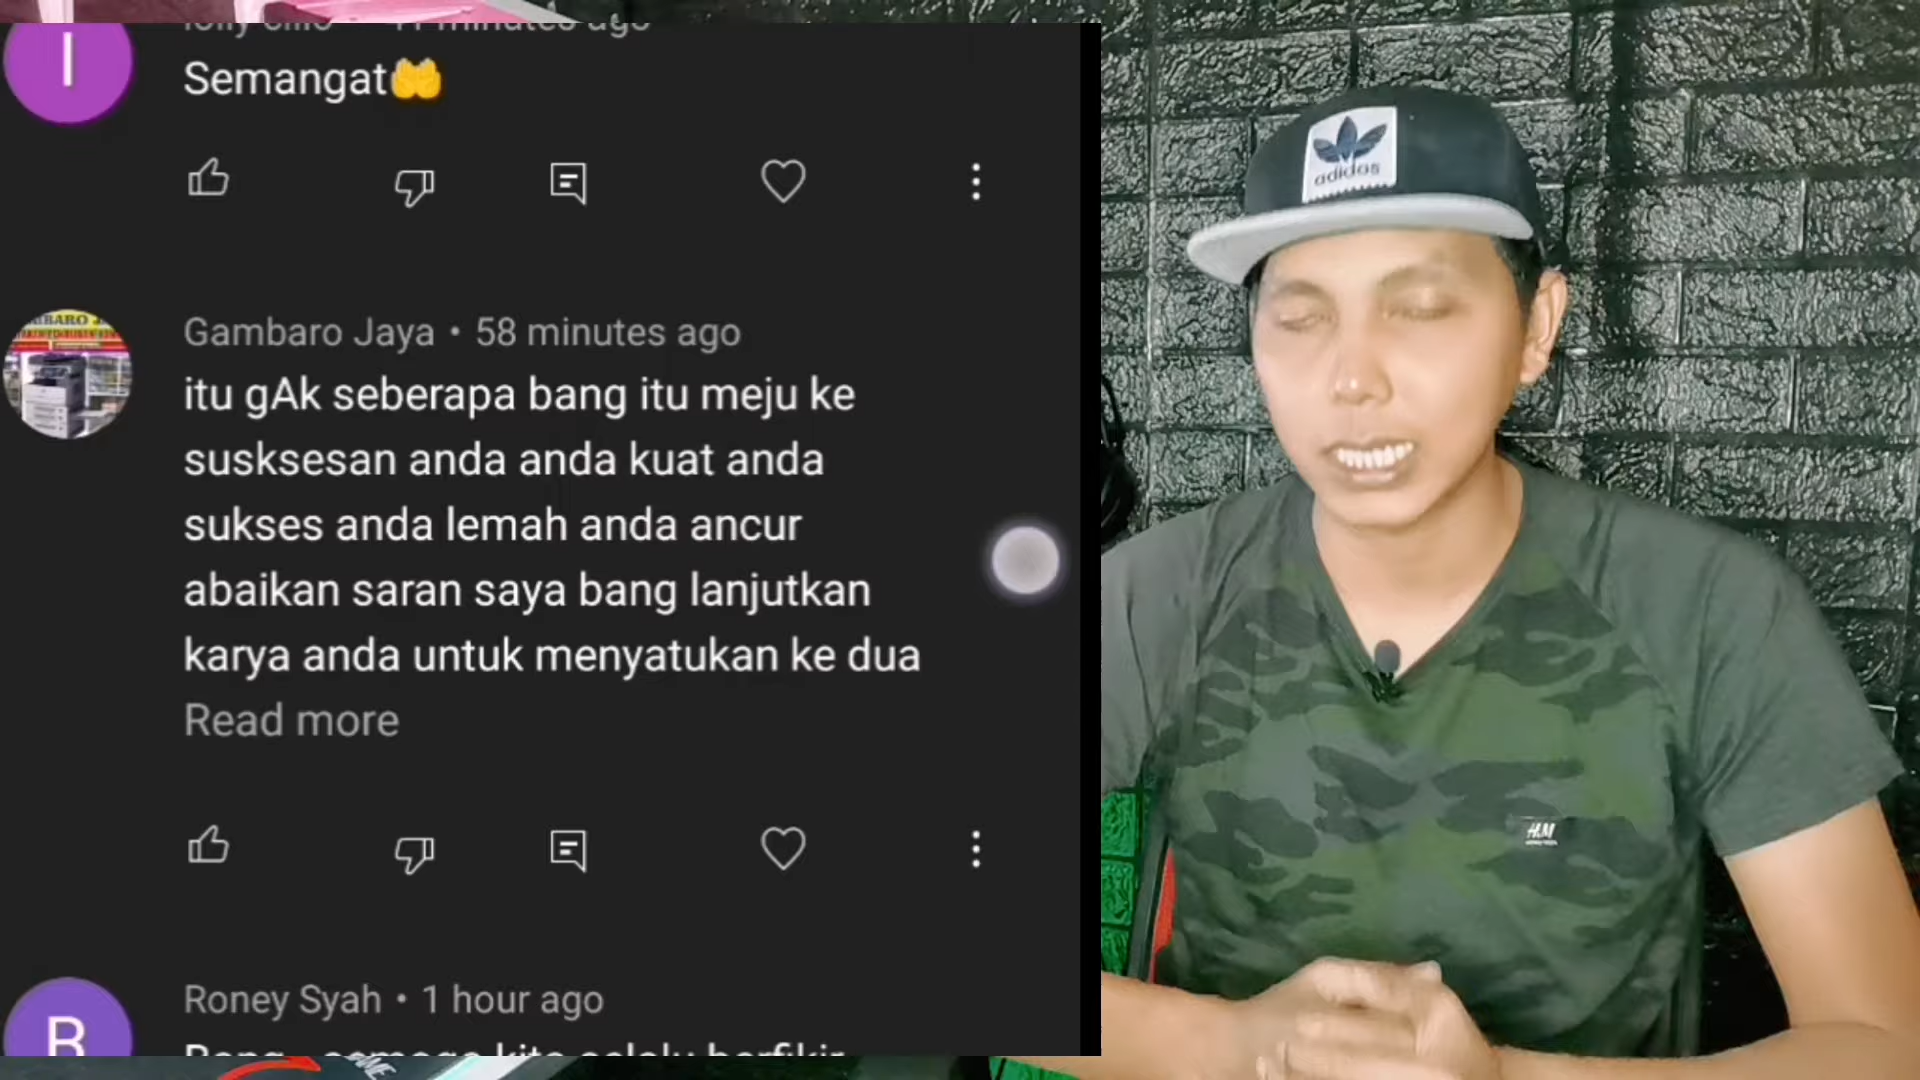 minutes ago
Semangat🤲
Gambaro Jaya • 58 minutes ago
itu gAk seberapa bang itu meju ke
susksesan anda anda kuat anda
sukses anda lemah anda ancur
abaikan saran saya bang lanjutkan
karya anda untuk menyatukan ke dua
Read more
Roney Syah • 1 hour ago
adidas
H&M